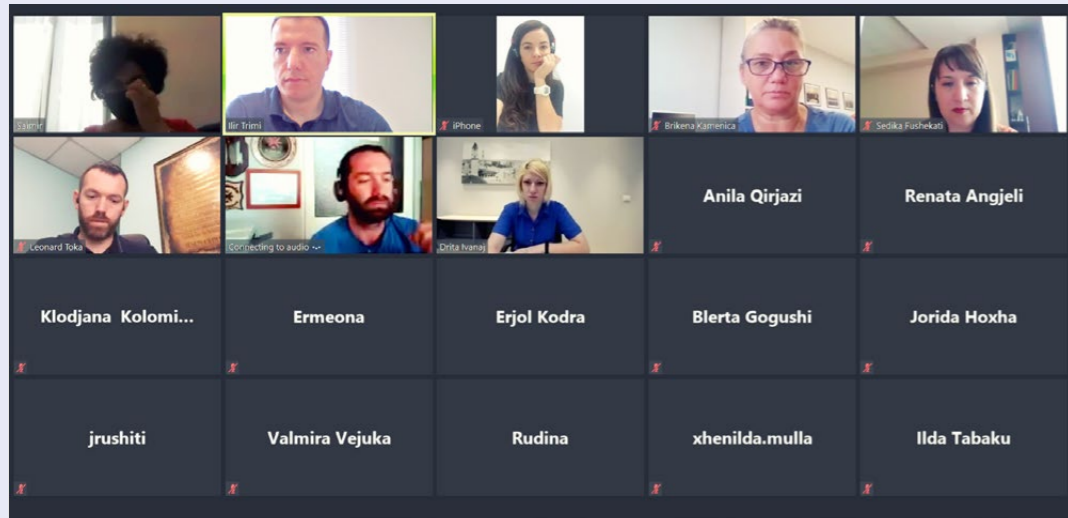 Saimir
Ilir Trimi
iPhone
Brikena Kamenica
Sedika Fushekati
Leonard Toka
Connecting to audio
Drita Ivanaj
Anila Qirjazi
Renata Angjeli
Klodjana Kolomi...
Ermeona
Erjol Kodra
Blerta Gogushi
Jorida Hoxha
jrushiti
Valmira Vejuka
Rudina
xhenilda.mulla
Ilda Tabaku